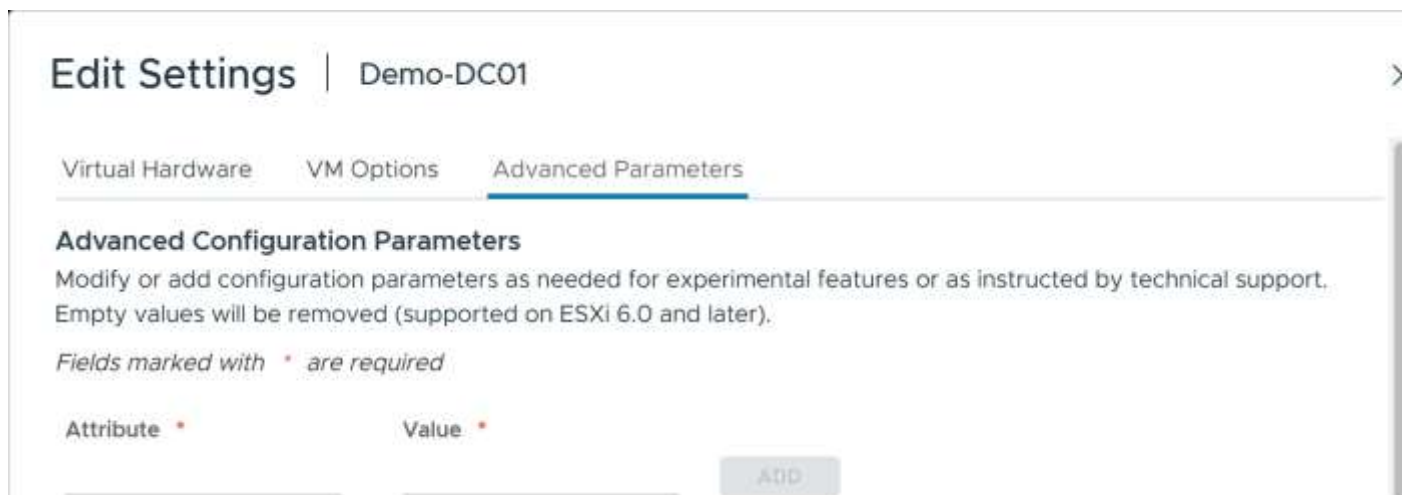 Edit Settings | Demo-DC01
Virtual Hardware VM Options Advanced Parameters
Advanced Configuration Parameters
Modify or add configuration parameters as needed for experimental features or as instructed by technical support.
Empty values will be removed (supported on ESXi 6.0 and later).
Fields marked with * are required
Attribute * Value *
ADD